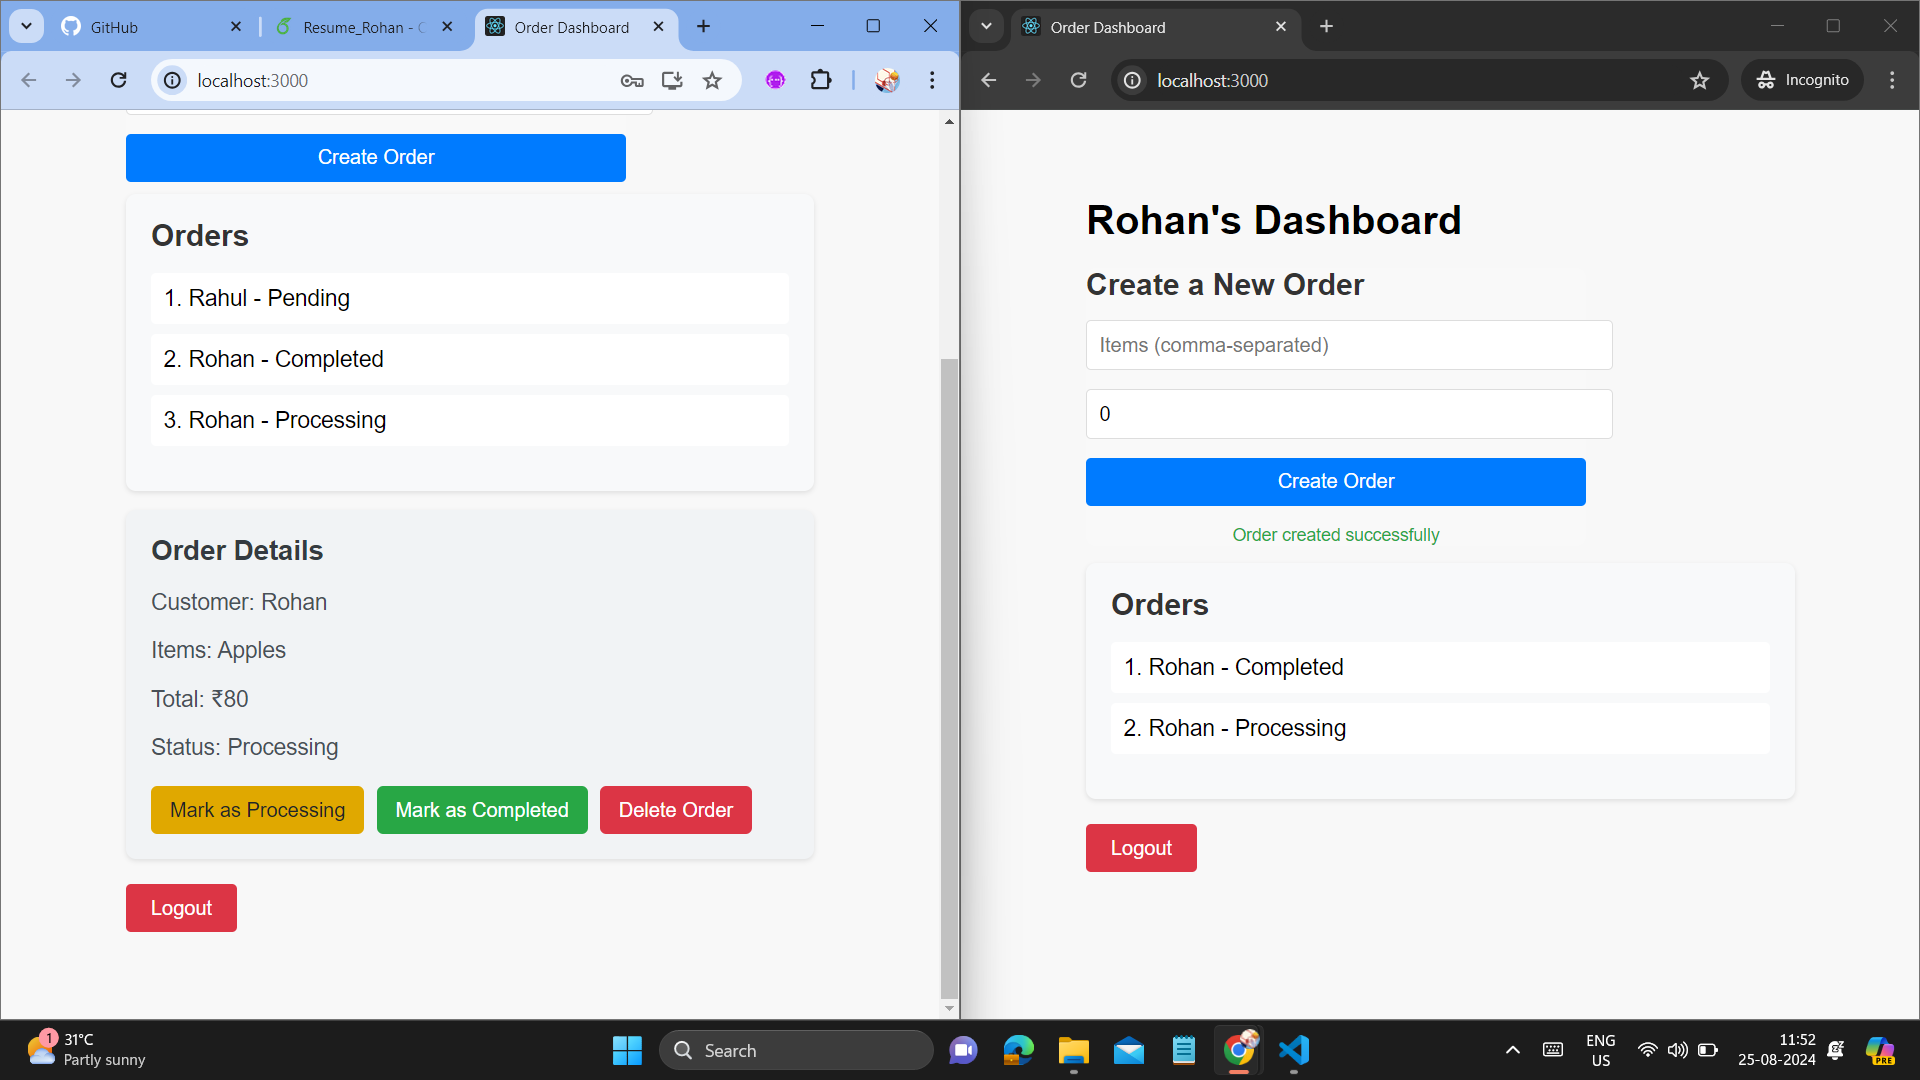 GitHub
Resume_Rohan -
Order Dashboard
localhost:3000
Create Order
Orders
1. Rahul - Pending
2. Rohan - Completed
3. Rohan - Processing
Order Details
Customer: Rohan
Items: Apples
Total: ₹80
Status: Processing
Mark as Processing
Mark as Completed
Delete Order
Logout
Order Dashboard
localhost:3000
Incognito
Rohan's Dashboard
Create a New Order
Items (comma-separated)
0
Create Order
Order created successfully
Orders
1. Rohan - Completed
2. Rohan - Processing
Logout
1
31°C
Partly sunny
Search
ENG
US
11:52
25-08-2024
PRE